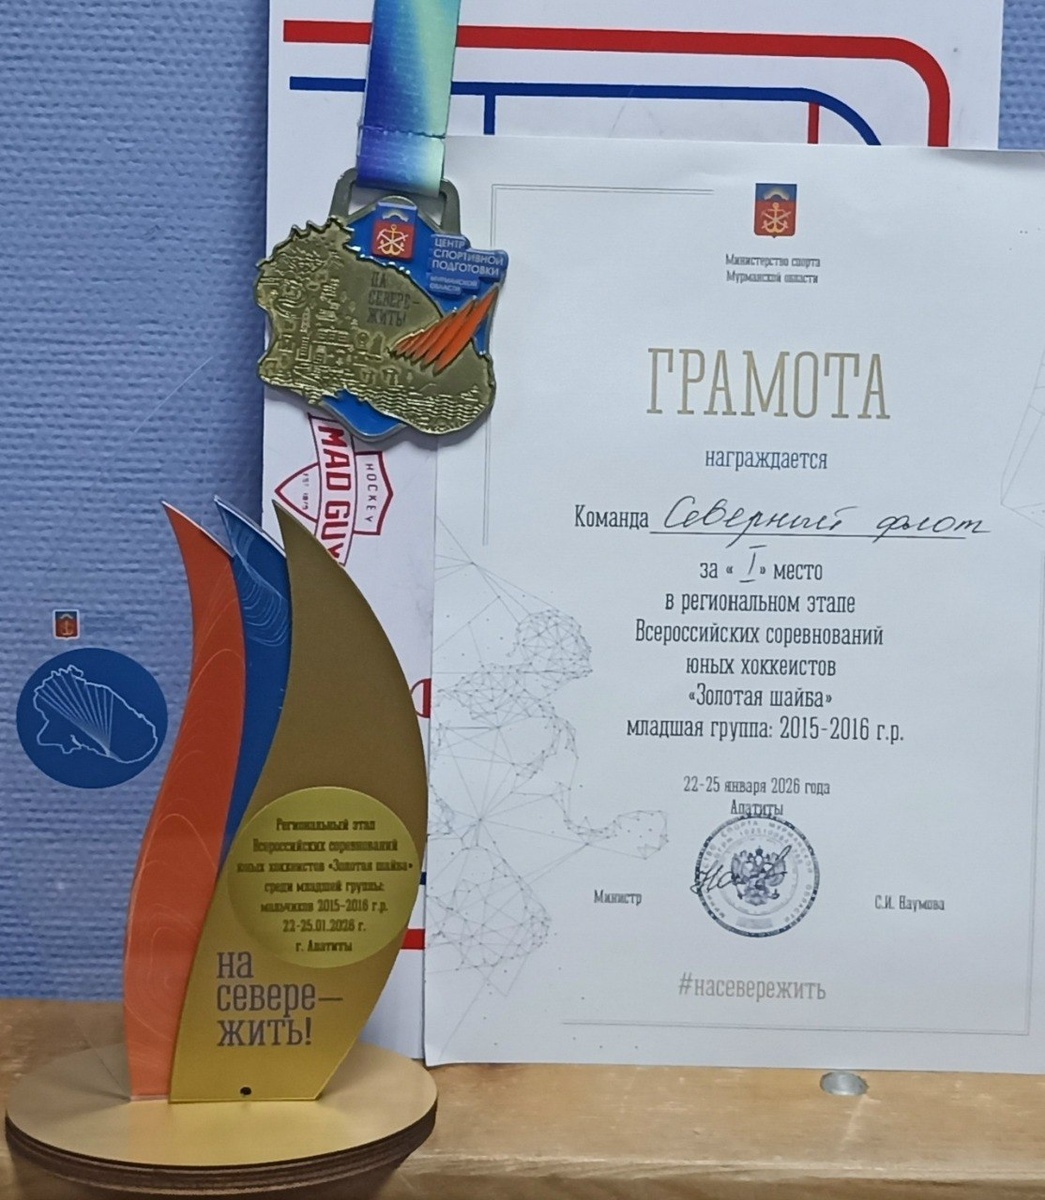 ЦЕНТР
СПОРТИВНОЙ
ПОДГОТОВКИ
МУРМАНСКОЙ
ОБЛАСТИ
НА
СЕВЕРЕ—
ЖИТЬ!
MAD GUY
HOCKEY
Министерство спорта
Мурманской области
ГРАМОТА
награждается
Команда Северный флот
за «I» место
в региональном этапе
Всероссийских соревнований
юных хоккеистов
«Золотая шайба»
младшая группа: 2015-2016 г.р.
22-25 января 2026 года
Апатиты
Министр С.И. Наумова
#насевережить
Региональный этап
Всероссийских соревнований
юных хоккеистов «Золотая шайба»
среди младшей группы:
мальчиков 2015-2016 г.р.
22-25.01.2026 г.
г. Апатиты
на
севере—
жить!